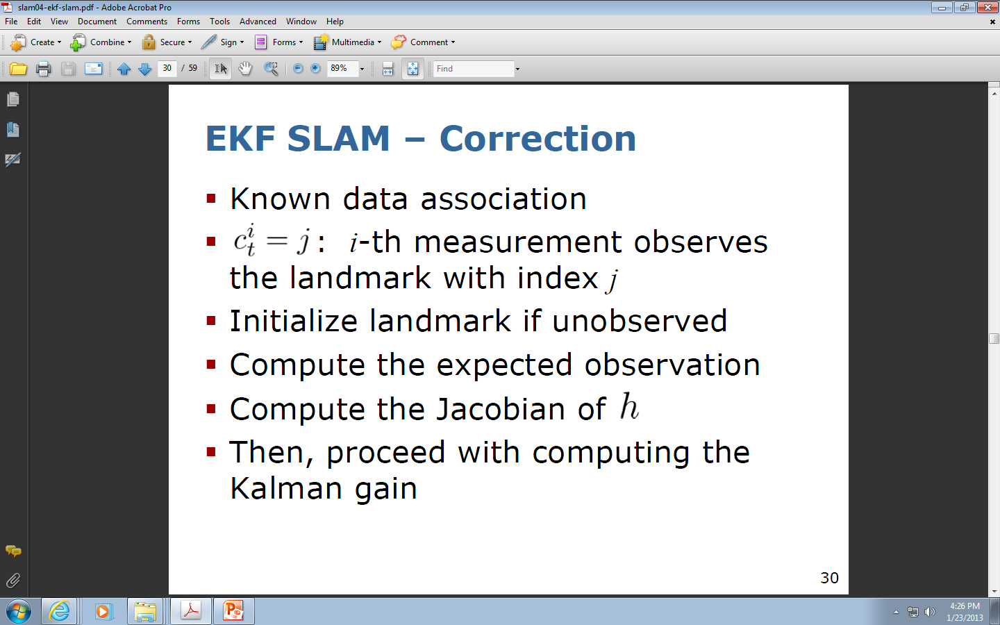 slam04-ekf-slam.pdf - Adobe Acrobat Pro
File Edit View Document Comments Forms Tools Advanced Window Help
Create Combine Secure Sign Forms Multimedia Comment
30 / 59 89% Find
EKF SLAM – Correction
Known data association
c_t^i = j : i-th measurement observes
the landmark with index j
Initialize landmark if unobserved
Compute the expected observation
Compute the Jacobian of h
Then, proceed with computing the
Kalman gain
30
4:26 PM
1/23/2013